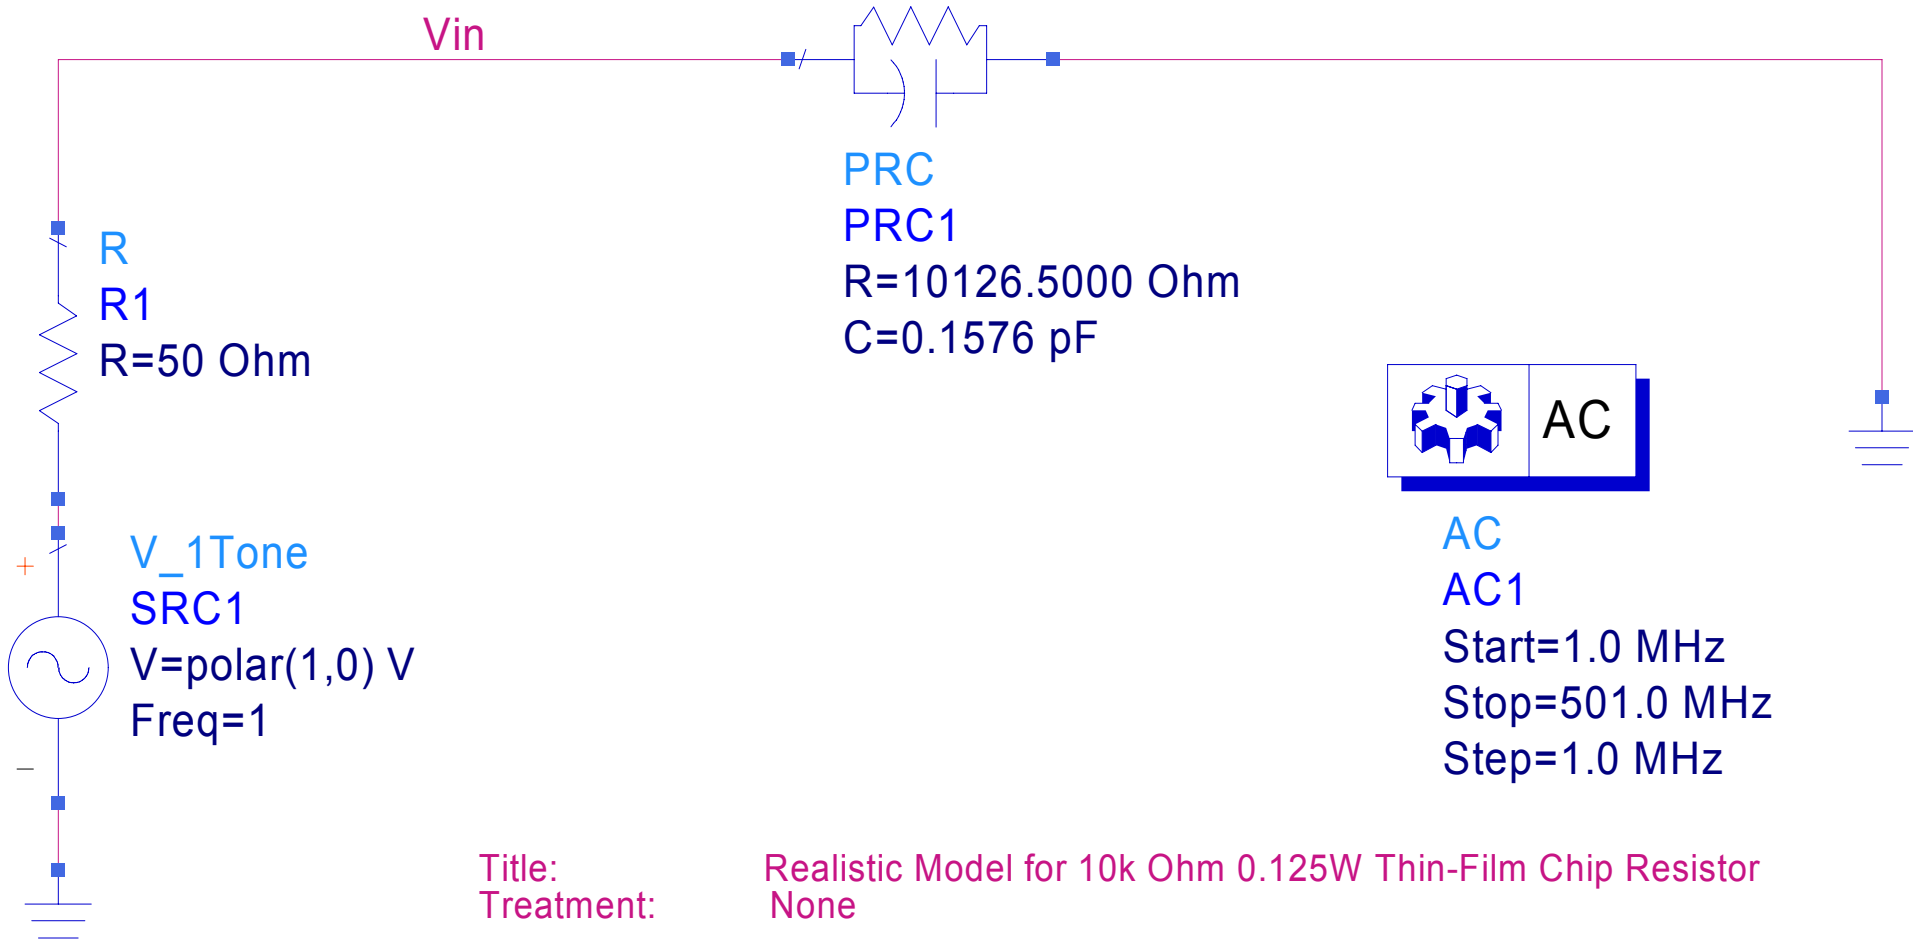 Vin
PRC
PRC1
R=10126.5000 Ohm
C=0.1576 pF
R
R1
R=50 Ohm
AC
+
V_1Tone
SRC1
V=polar(1,0) V
Freq=1
–
AC
AC1
Start=1.0 MHz
Stop=501.0 MHz
Step=1.0 MHz
Title: Realistic Model for 10k Ohm 0.125W Thin-Film Chip Resistor
Treatment: None